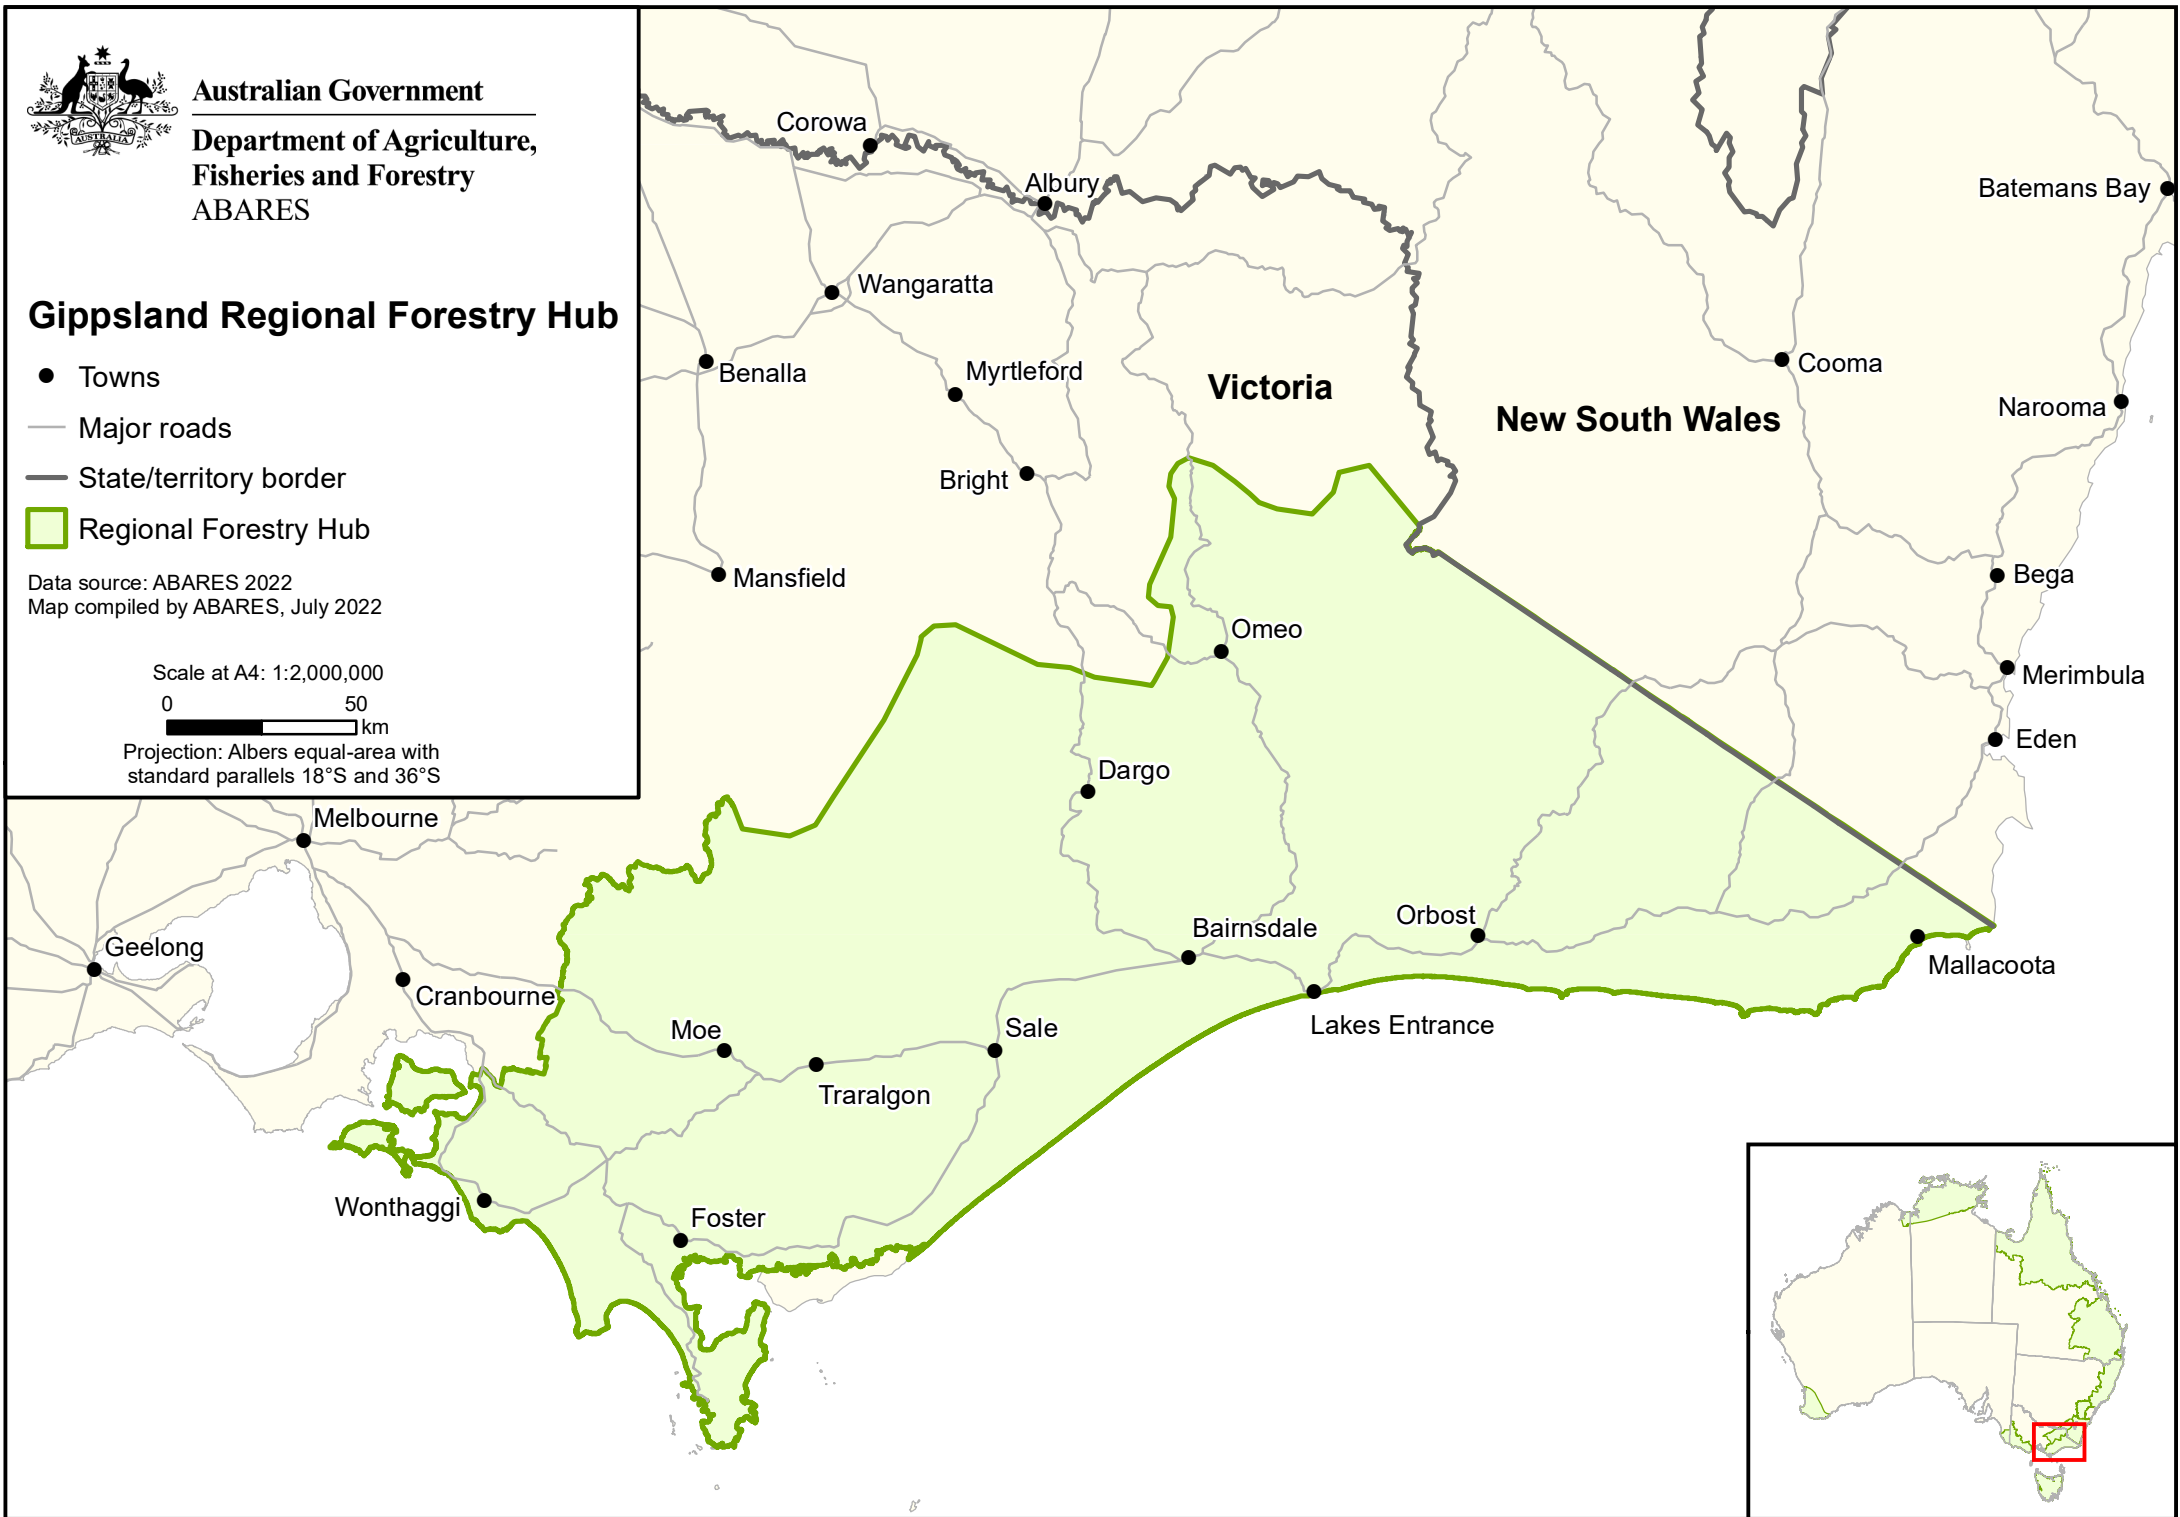 AUSTRALIA
Australian Government
Department of Agriculture,
Fisheries and Forestry
ABARES
Gippsland Regional Forestry Hub
Towns
Major roads
State/territory border
Regional Forestry Hub
Data source: ABARES 2022
Map compiled by ABARES, July 2022
Scale at A4: 1:2,000,000
0 50
km
Projection: Albers equal-area with
standard parallels 18°S and 36°S
Corowa
Albury
Batemans Bay
Wangaratta
Benalla
Myrtleford
Victoria
New South Wales
Cooma
Narooma
Bright
Mansfield
Bega
Omeo
Merimbula
Eden
Dargo
Melbourne
Geelong
Cranbourne
Bairnsdale
Orbost
Mallacoota
Moe
Sale
Lakes Entrance
Traralgon
Wonthaggi
Foster